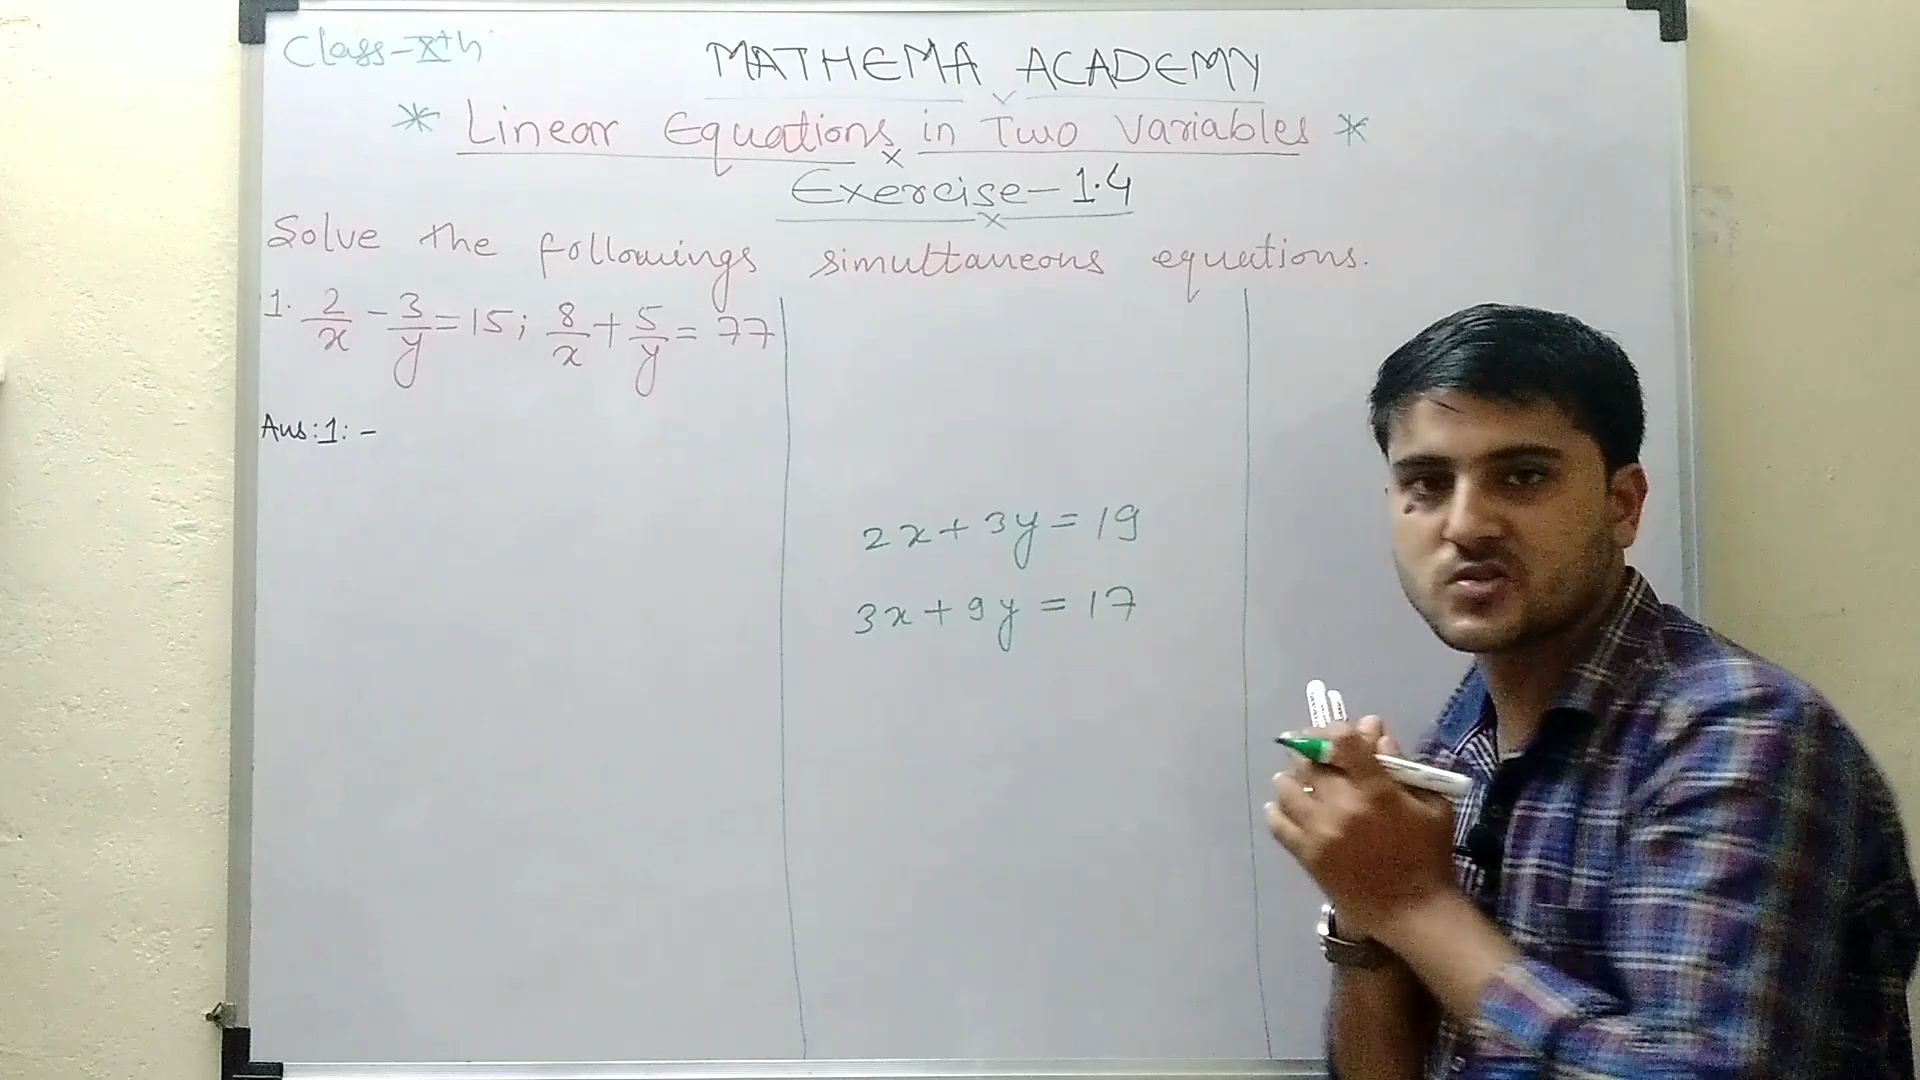 Class-Xth
MATHEMA ACADEMY
* Linear Equations in Two Variables *
Exercise-1.4
Solve the followings simultaneous equations.
1. 2/x - 3/y = 15; 8/x + 5/y = 77
Ans:1:-
2x + 3y = 19
3x + 9y = 17